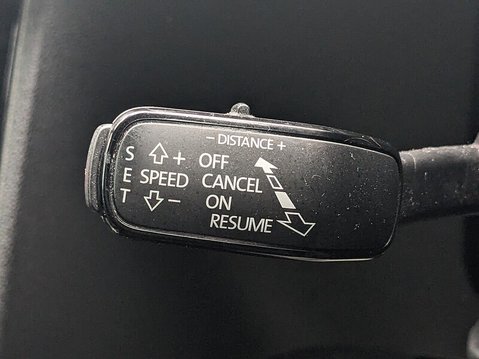 - DISTANCE +
S + OFF
E SPEED CANCEL
T - ON
RESUME